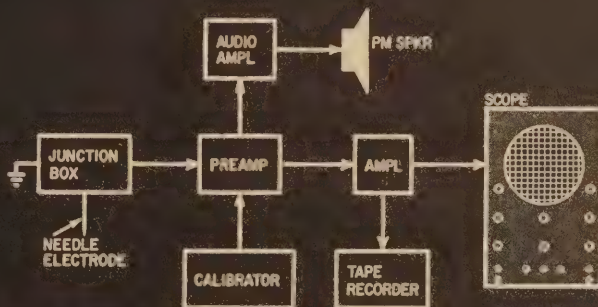 AUDIO
AMPL
PM SPKR
SCOPE
JUNCTION
BOX
PREAMP
AMPL
NEEDLE
ELECTRODE
CALIBRATOR
TAPE
RECORDER